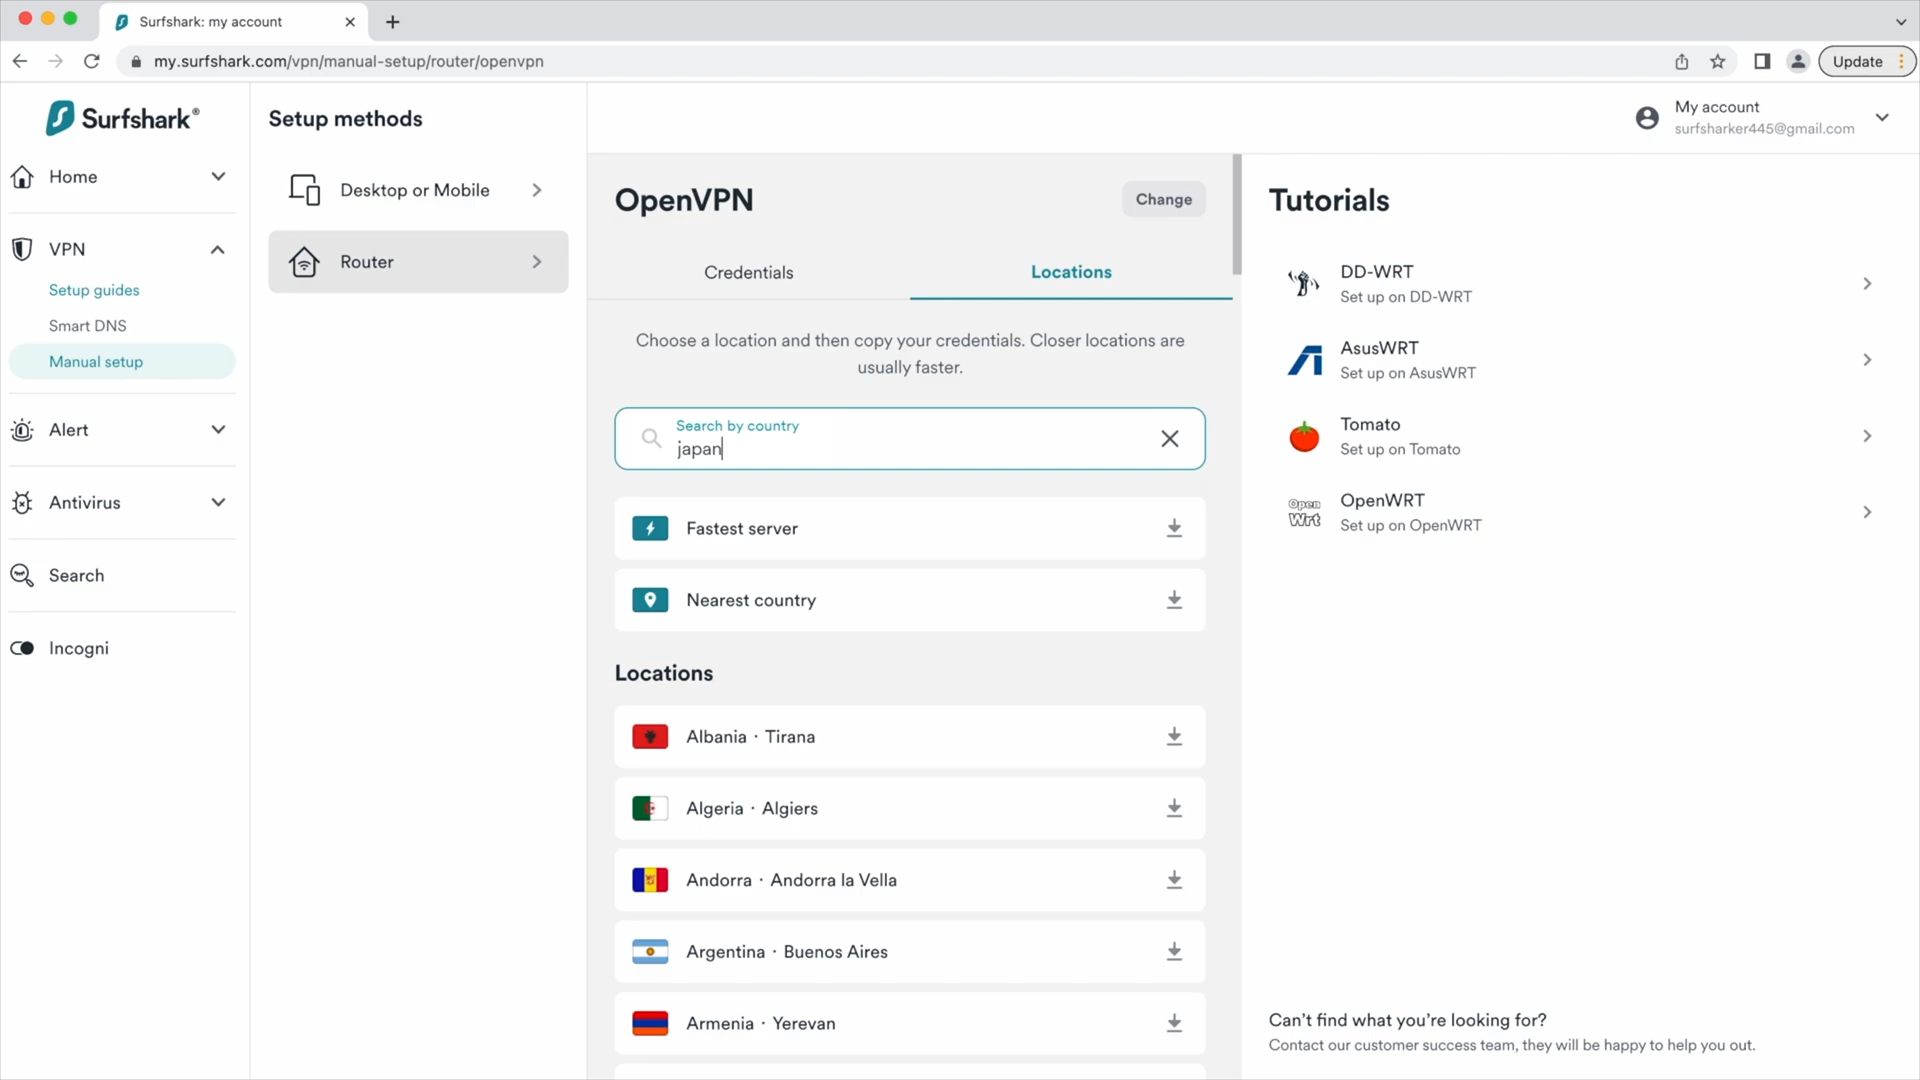 Surfshark: my account
my.surfshark.com/vpn/manual-setup/router/openvpn
Update
Surfshark®
Home
VPN
Setup guides
Smart DNS
Manual setup
Alert
Antivirus
Search
Incogni
Setup methods
Desktop or Mobile
Router
My account
surfsharker445@gmail.com
OpenVPN
Change
Credentials
Locations
Choose a location and then copy your credentials. Closer locations are
usually faster.
Search by country
japan
Fastest server
Nearest country
Locations
Albania · Tirana
Algeria · Algiers
Andorra · Andorra la Vella
Argentina · Buenos Aires
Armenia · Yerevan
Tutorials
DD-WRT
Set up on DD-WRT
AsusWRT
Set up on AsusWRT
Tomato
Set up on Tomato
Open
Wrt
OpenWRT
Set up on OpenWRT
Can't find what you're looking for?
Contact our customer success team, they will be happy to help you out.